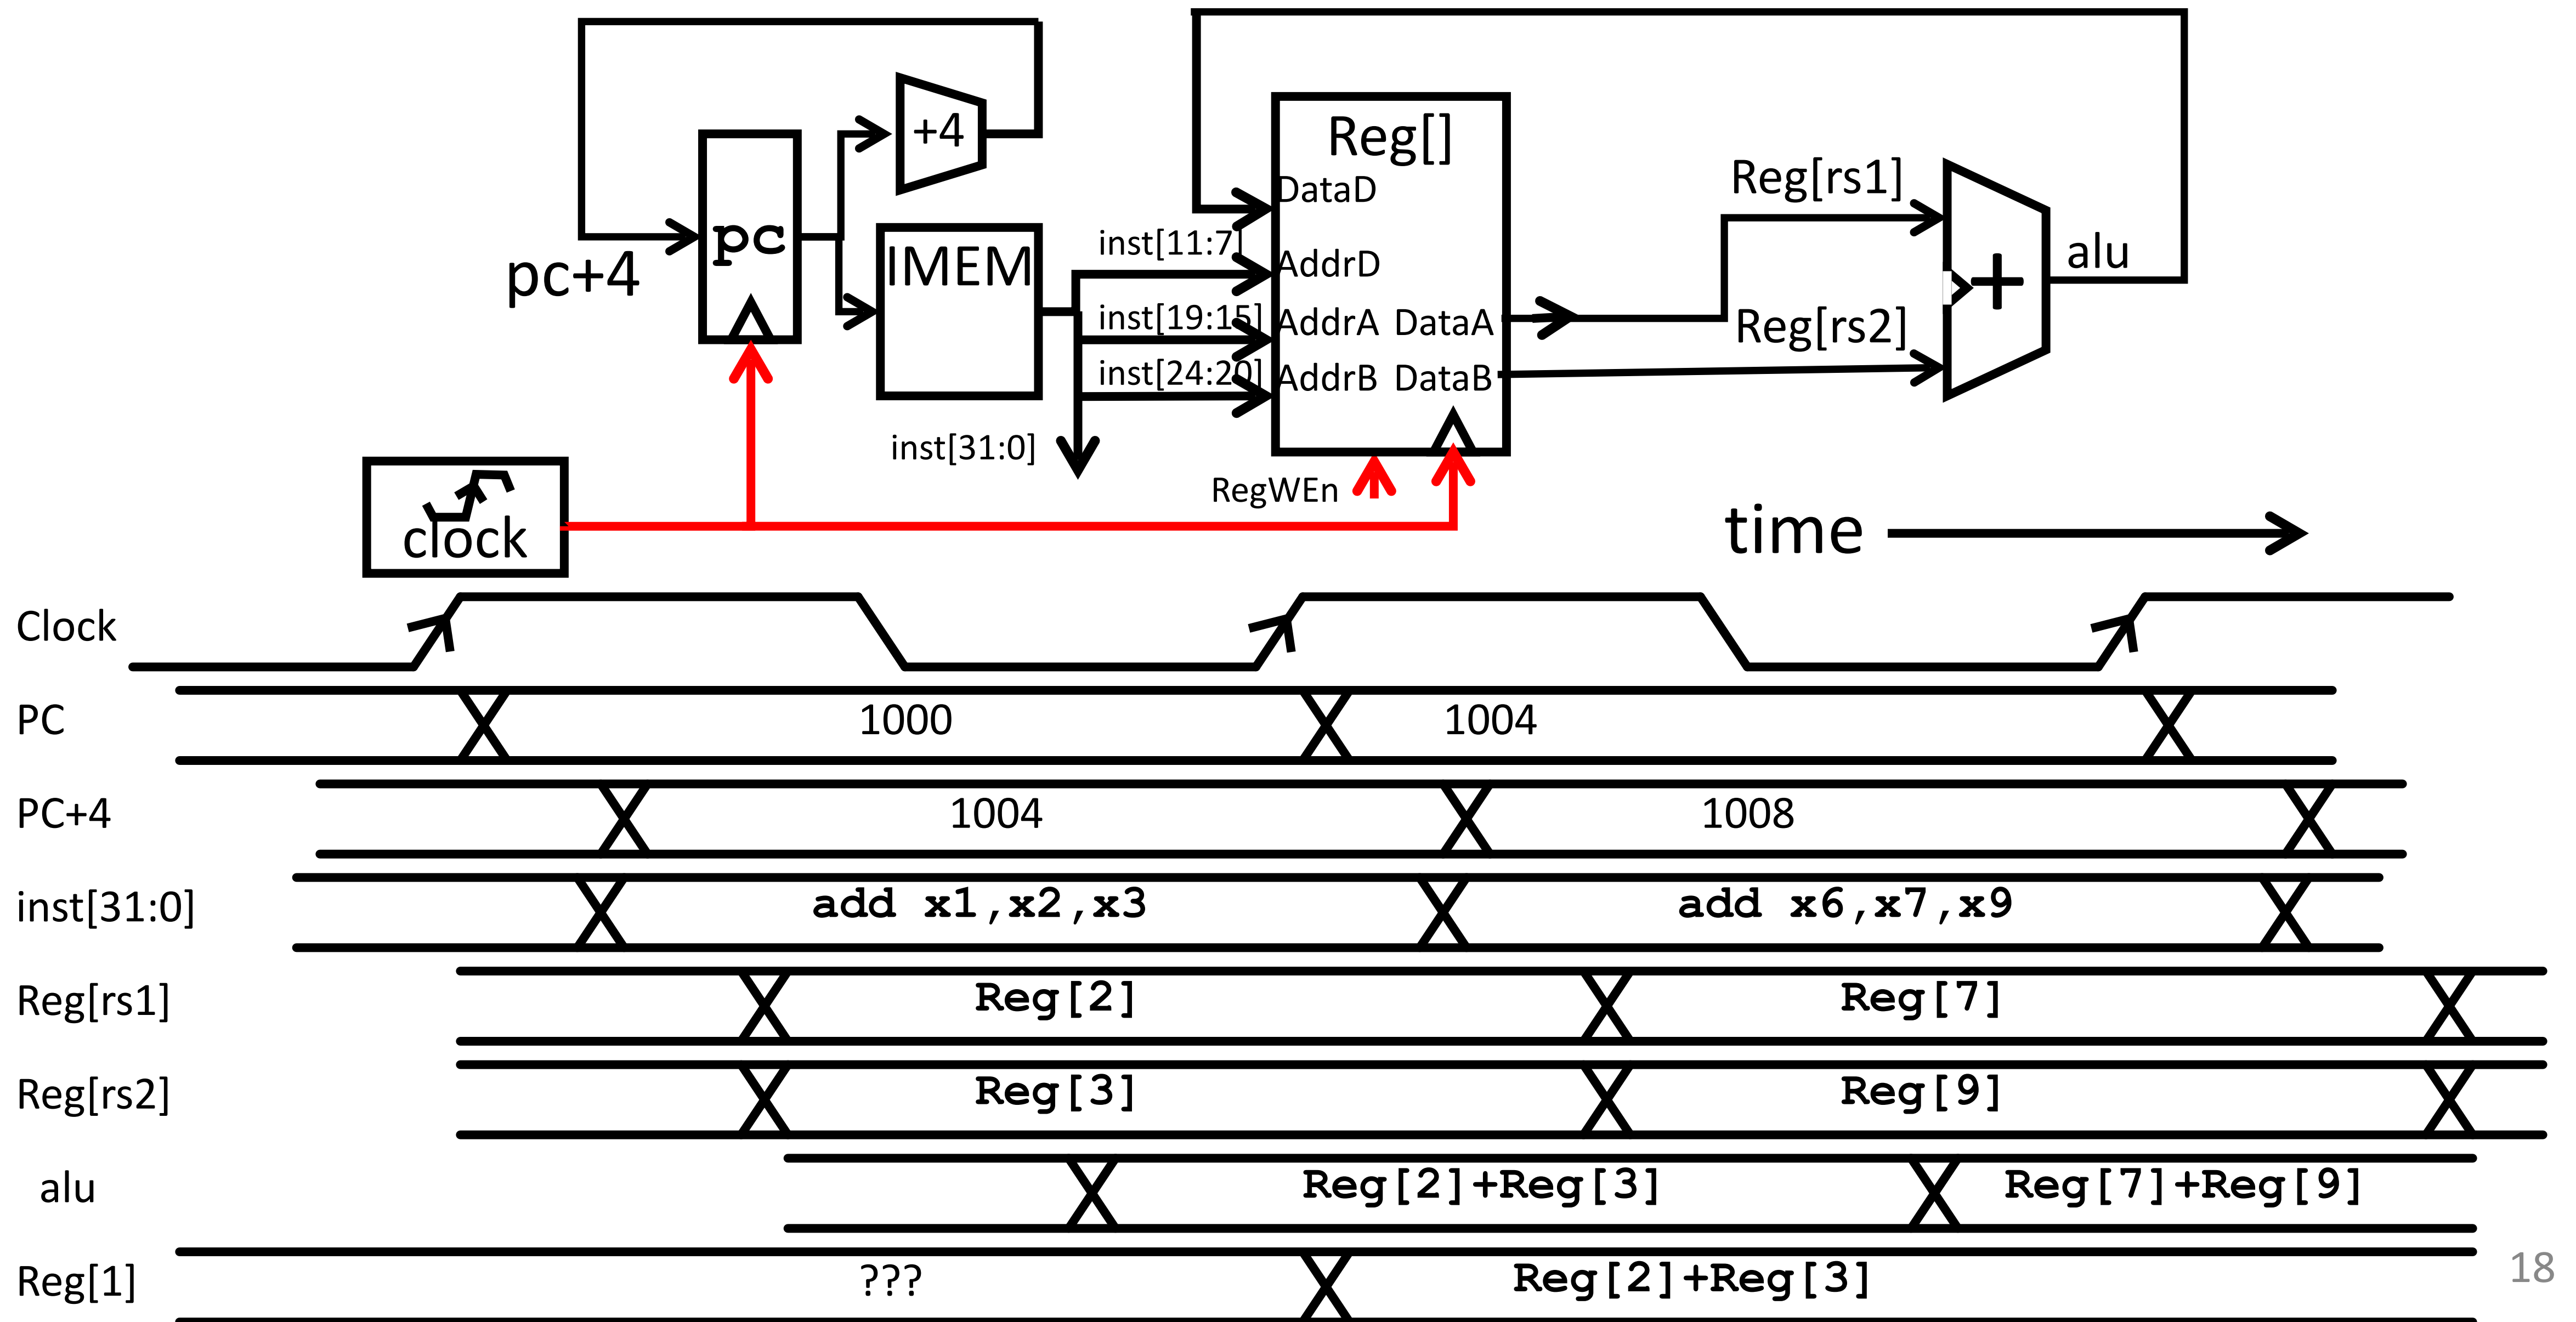 +4
Reg[]
DataD
Reg[rs1]
pc
inst[11:7]
IMEM
AddrD
alu
+
pc+4
inst[19:15]
AddrA DataA
Reg[rs2]
inst[24:20]
AddrB DataB
inst[31:0]
RegWEn
clock
time
Clock
PC 1000 1004
PC+4 1004 1008
inst[31:0] add x1,x2,x3 add x6,x7,x9
Reg[rs1] Reg[2] Reg[7]
Reg[rs2] Reg[3] Reg[9]
alu Reg[2]+Reg[3] Reg[7]+Reg[9]
Reg[1] ??? Reg[2]+Reg[3]
18